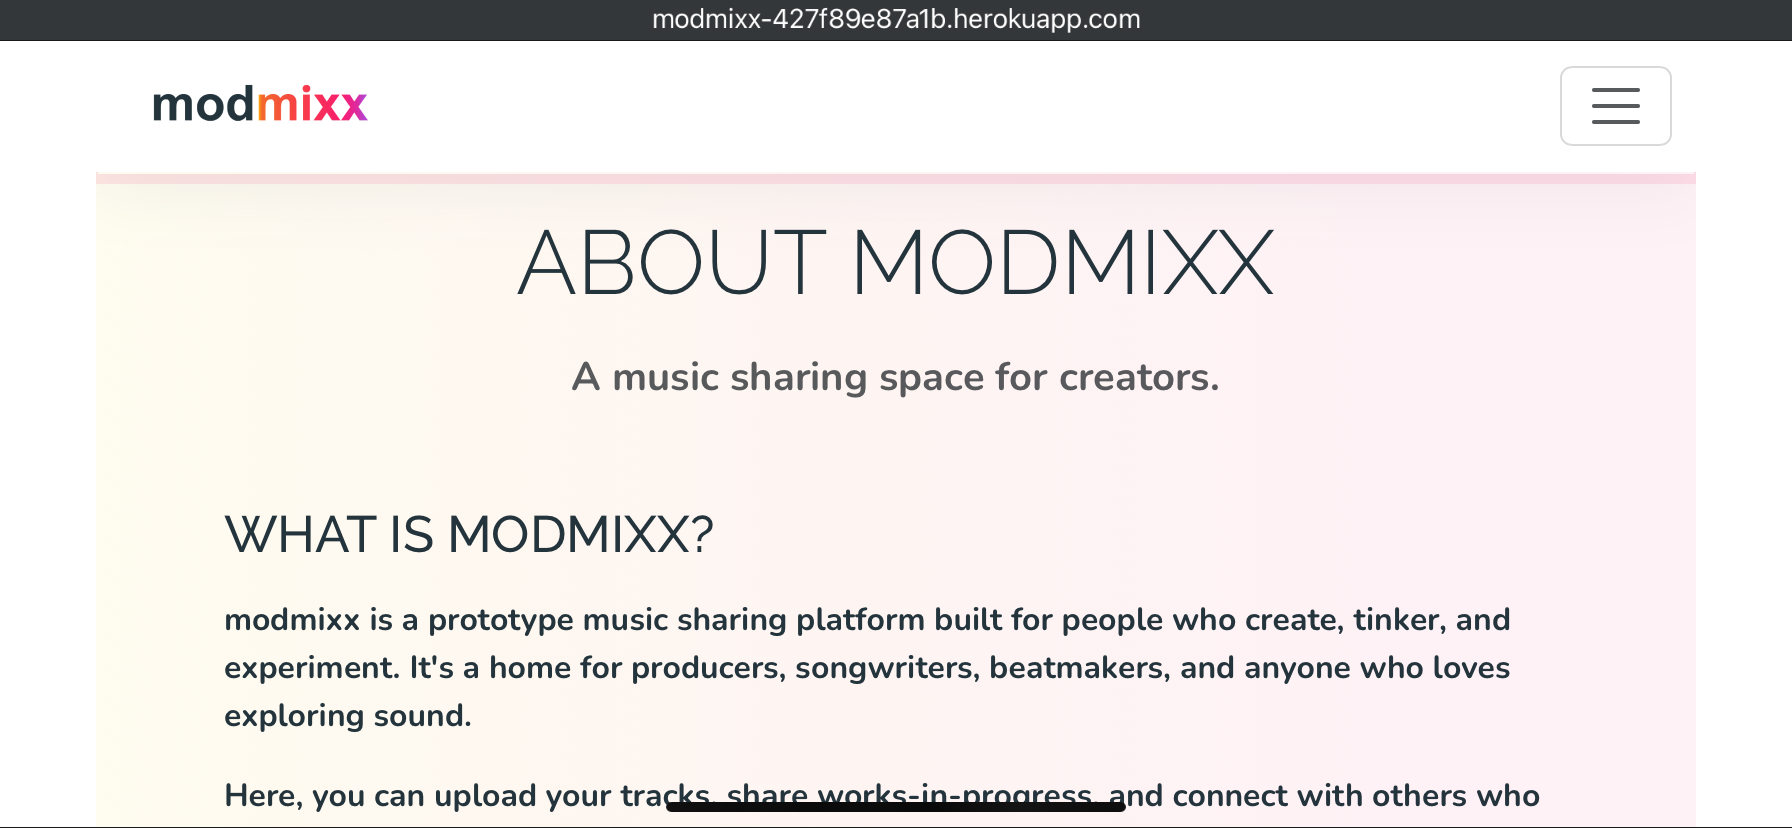 modmixx-427f89e87a1b.herokuapp.com
modmixx
ABOUT MODMIXX
A music sharing space for creators.
WHAT IS MODMIXX?
modmixx is a prototype music sharing platform built for people who create, tinker, and
experiment. It's a home for producers, songwriters, beatmakers, and anyone who loves
exploring sound.
Here, you can upload your tracks, share works-in-progress, and connect with others who